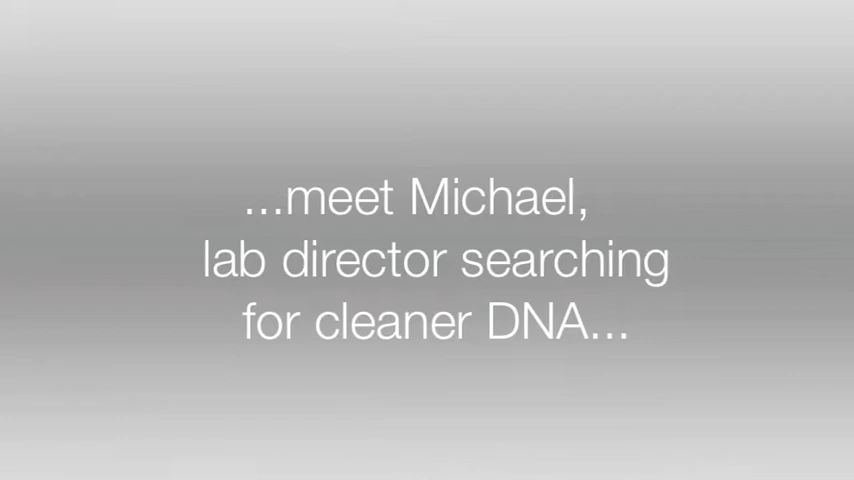 ...meet Michael,
lab director searching
for cleaner DNA...